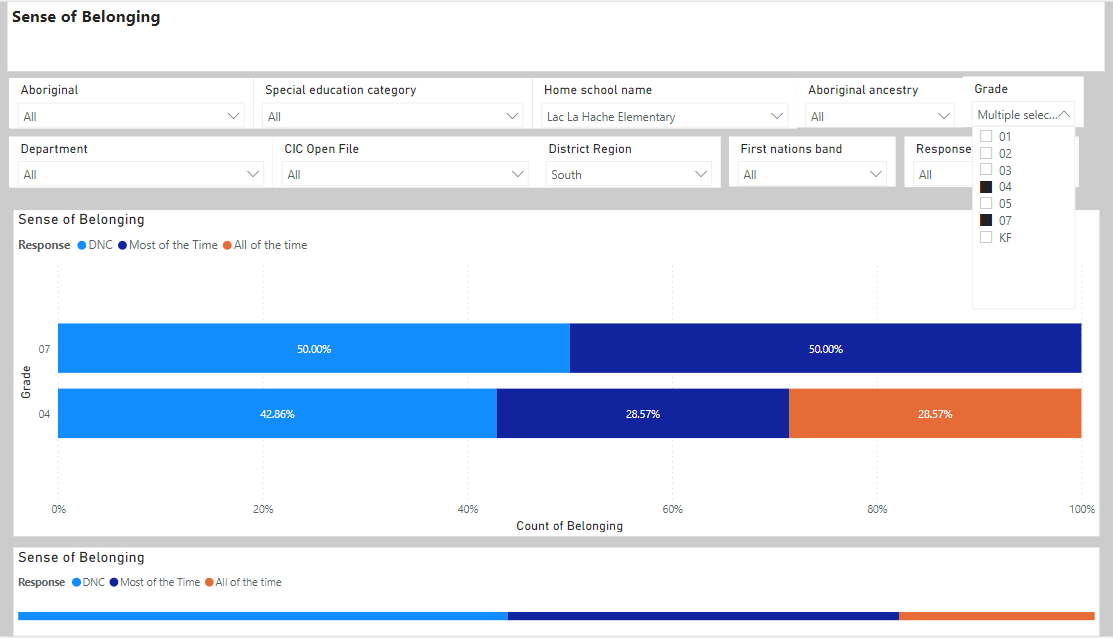 Sense of Belonging
Aboriginal
Special education category
Home school name
Aboriginal ancestry
Grade
All
All
Lac La Hache Elementary
All
Multiple selec...
01
02
03
04
05
07
KF
Department
CIC Open File
District Region
First nations band
Response
All
All
South
All
All
Sense of Belonging
Response DNC Most of the Time All of the time
07
50.00%
50.00%
Grade
04
42.86%
28.57%
28.57%
0% 20% 40% 60% 80% 100%
Count of Belonging
Sense of Belonging
Response DNC Most of the Time All of the time